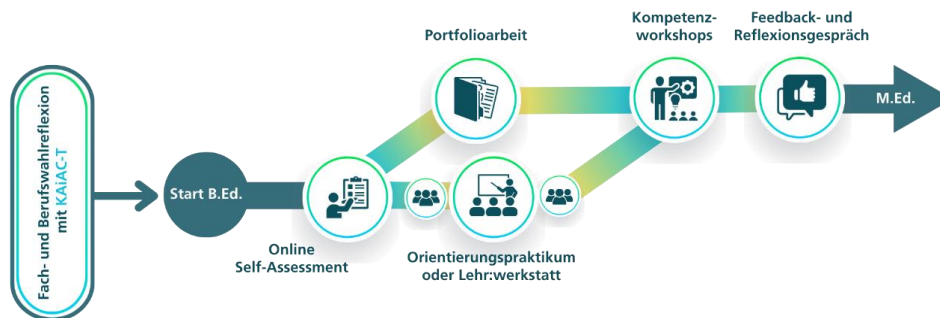 Fach- und Berufswahlreflexion
mit KAiAC-T
Start B.Ed.
Online
Self-Assessment
Portfolioarbeit
Orientierungspraktikum
oder Lehr:werkstatt
Kompetenz-
workshops
Feedback- und
Reflexionsgespräch
M.Ed.